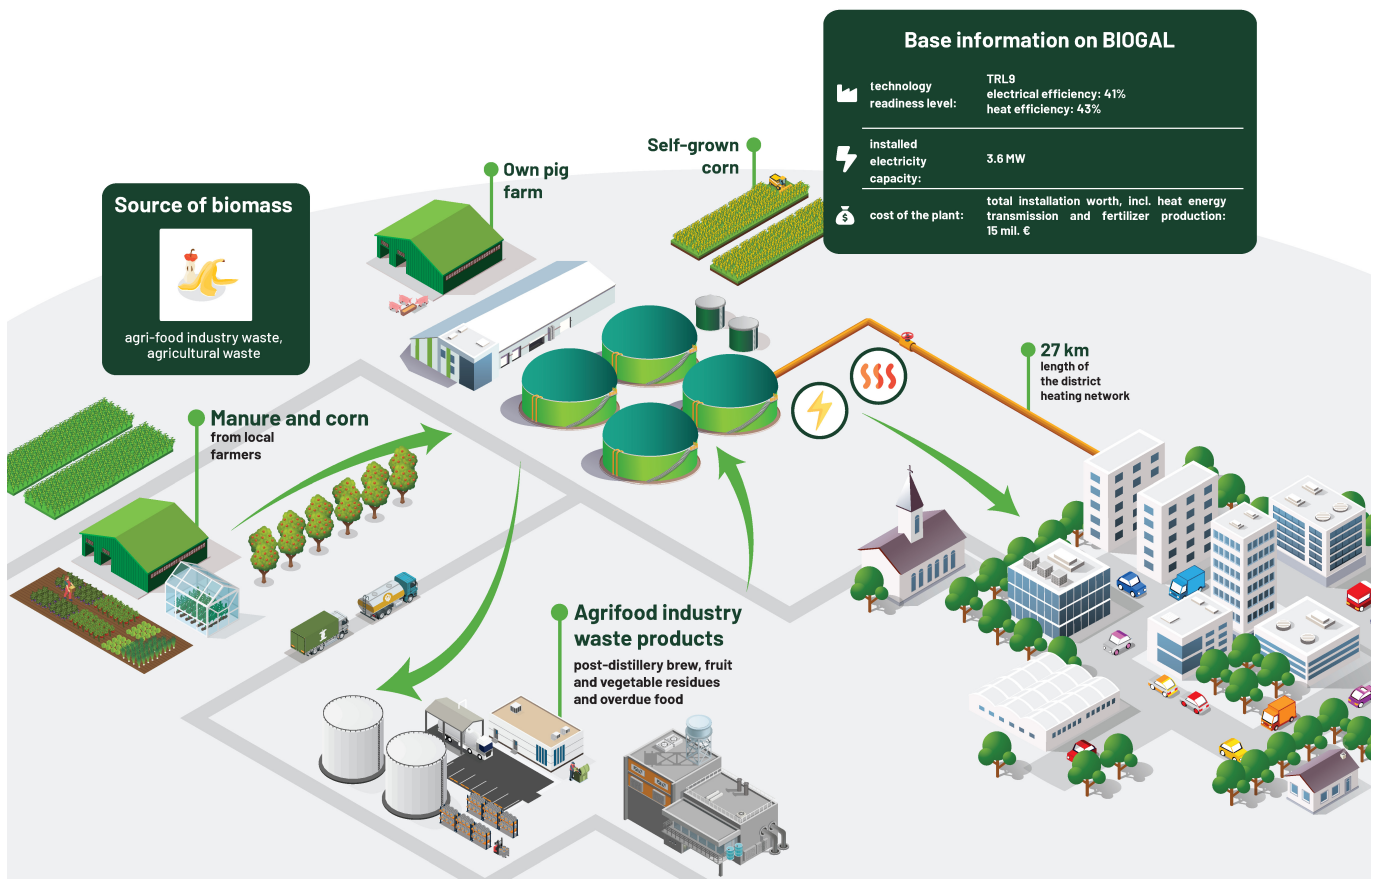 Base information on BIOGAL
technology
readiness level:
TRL9
electrical efficiency: 41%
heat efficiency: 43%
installed
electricity
capacity:
3.6 MW
cost of the plant:
total installation worth, incl. heat energy
transmission and fertilizer production:
15 mil. €
Self-grown
corn
Own pig
farm
Source of biomass
agri-food industry waste,
agricultural waste
27 km
length of
the district
heating network
Manure and corn
from local
farmers
Agrifood industry
waste products
post-distillery brew, fruit
and vegetable residues
and overdue food